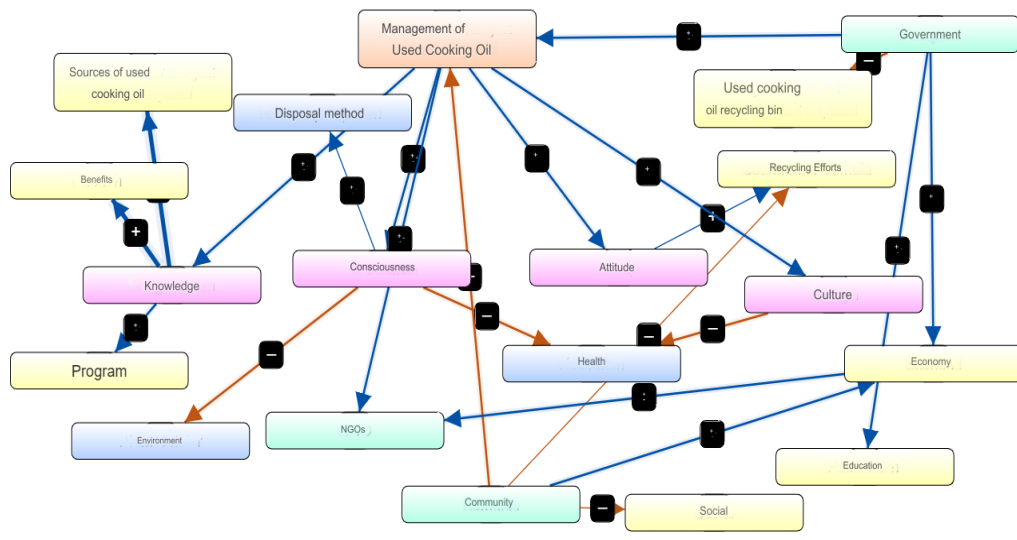 Management of
Used Cooking Oil
Government
Sources of used
cooking oil
Used cooking
oil recycling bin
Disposal method
Recycling Efforts
Benefits
Consciousness
Attitude
Knowledge
Culture
Program
Health
Economy
NGOs
Environment
Education
Community
Social